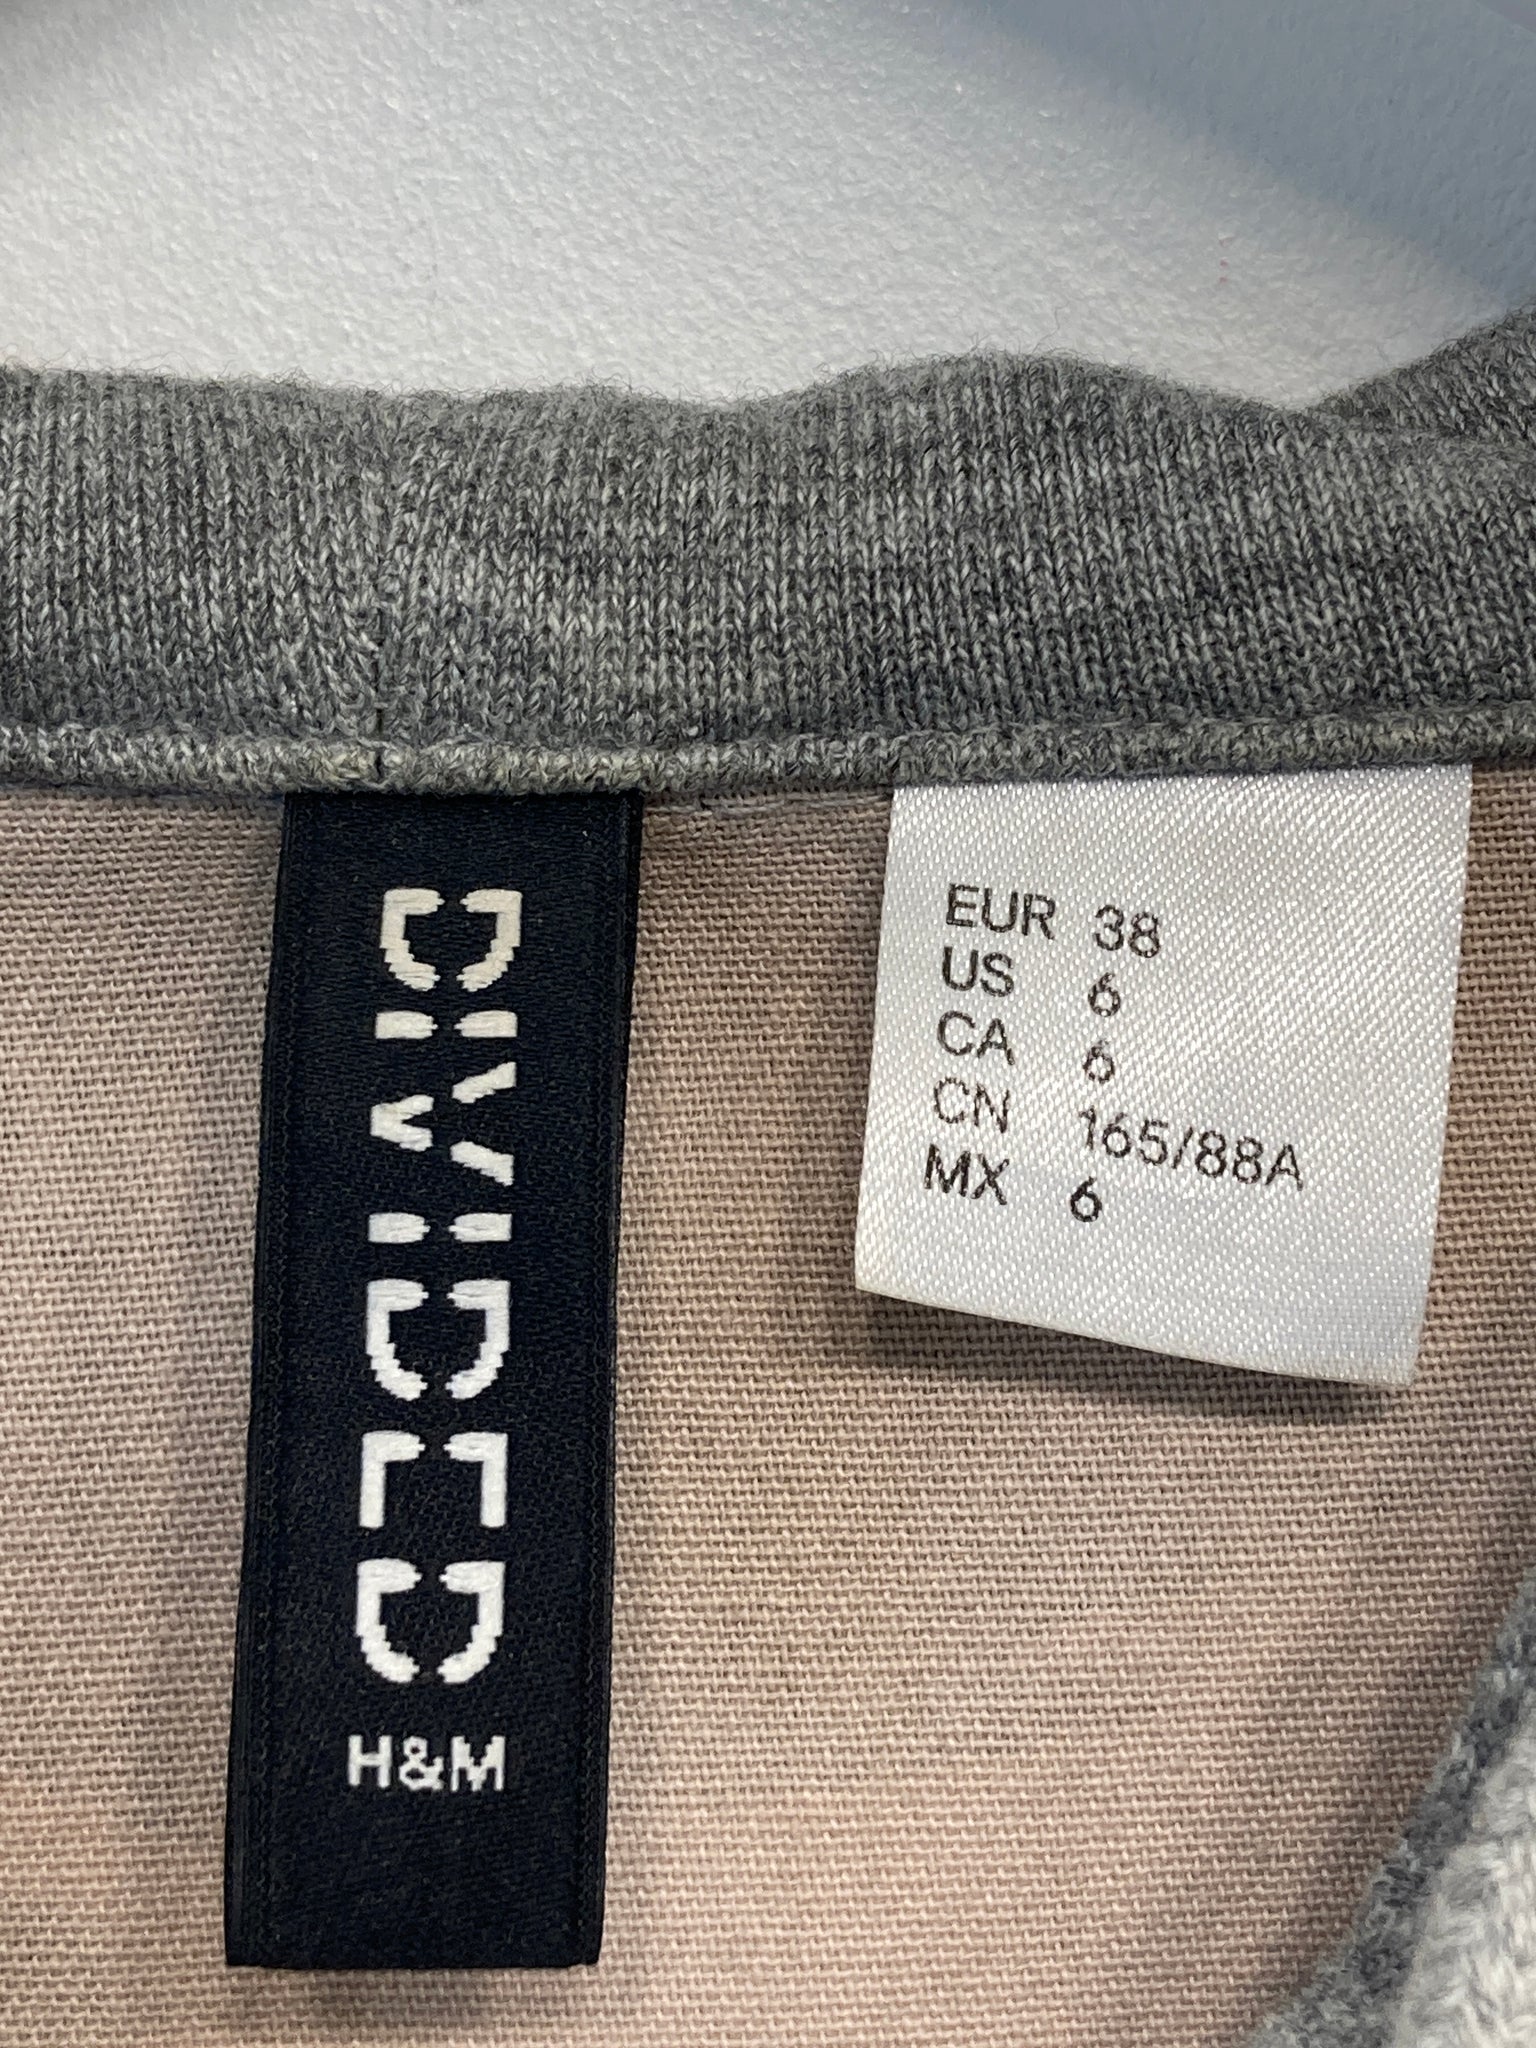 DIVIDED
H&M
EUR 38
US 6
CA 6
CN 165/88A
MX 6